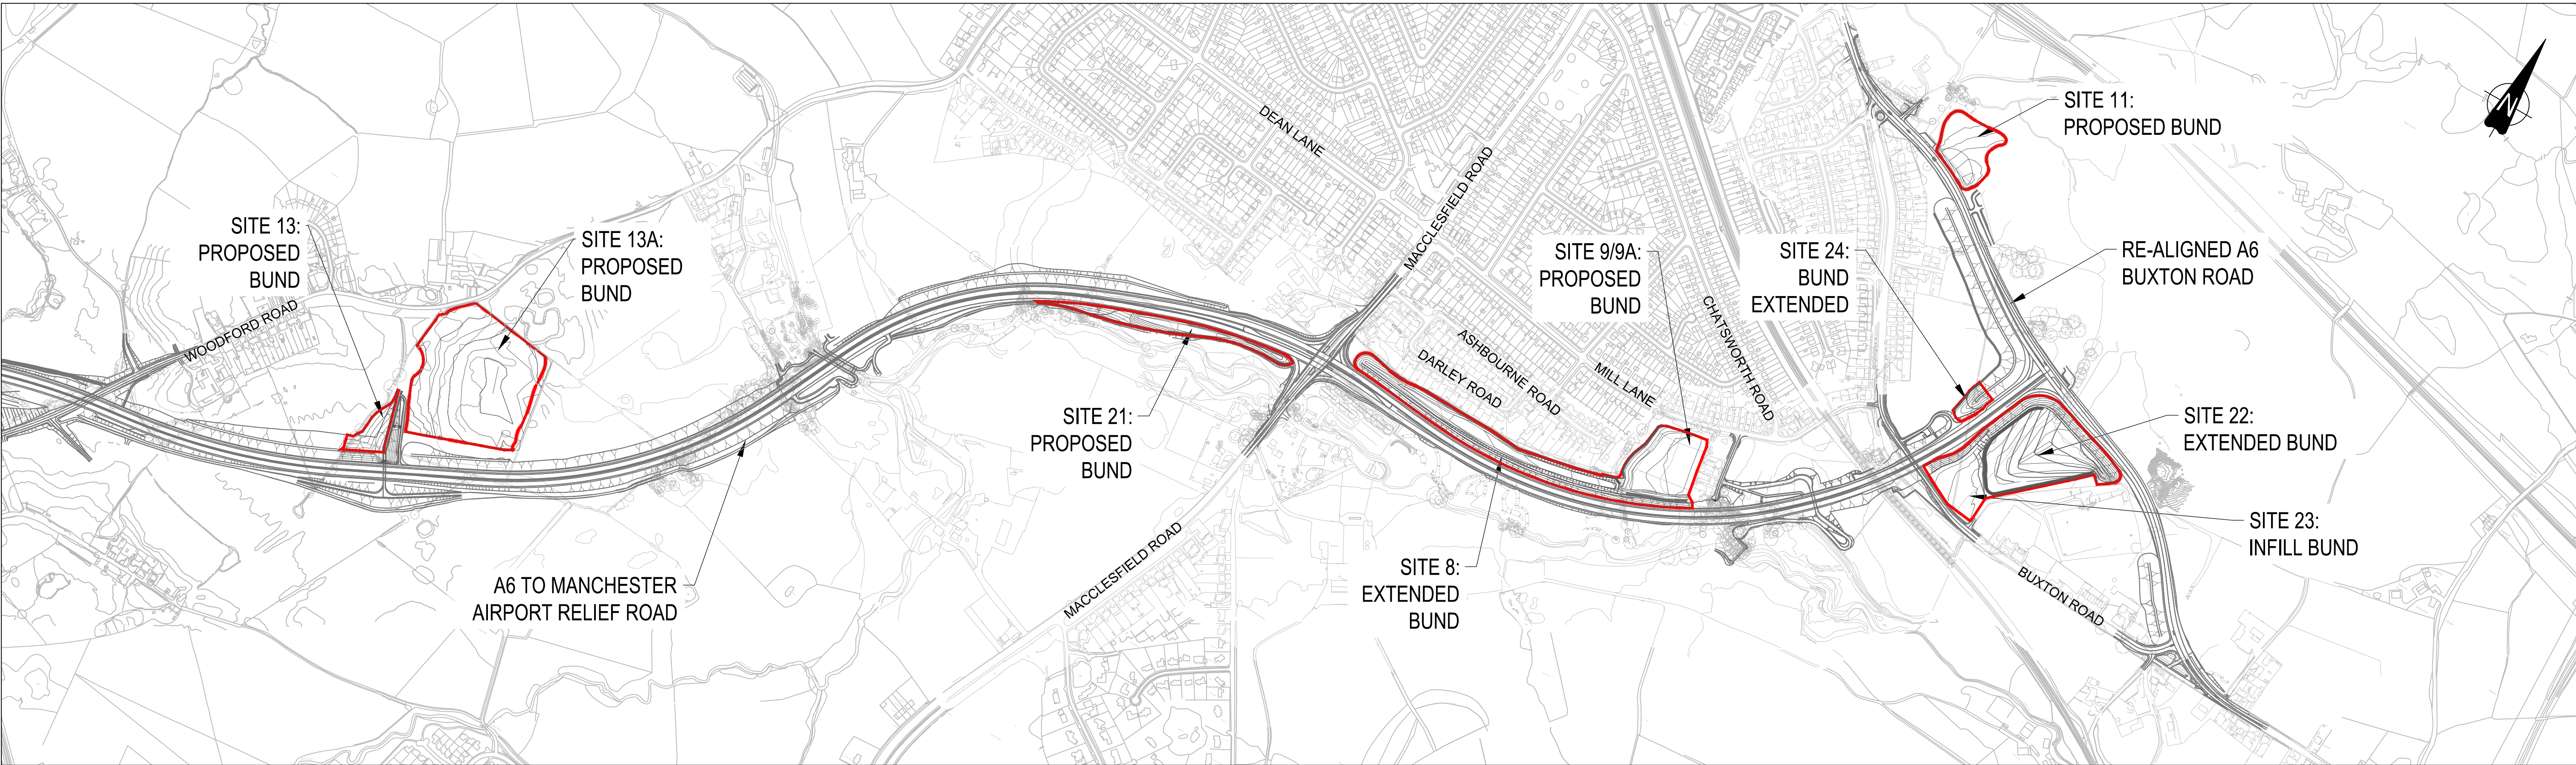 SITE 13:
PROPOSED
BUND
WOODFORD ROAD
SITE 13A:
PROPOSED
BUND
A6 TO MANCHESTER
AIRPORT RELIEF ROAD
SITE 21:
PROPOSED
BUND
DEAN LANE
MACCLESFIELD ROAD
MACCLESFIELD ROAD
SITE 8:
EXTENDED
BUND
DARLEY ROAD
ASHBOURNE ROAD
MILL LANE
SITE 9/9A:
PROPOSED
BUND
CHATSWORTH ROAD
SITE 24:
BUND
EXTENDED
SITE 11:
PROPOSED BUND
RE-ALIGNED A6
BUXTON ROAD
SITE 22:
EXTENDED BUND
SITE 23:
INFILL BUND
BUXTON ROAD
N